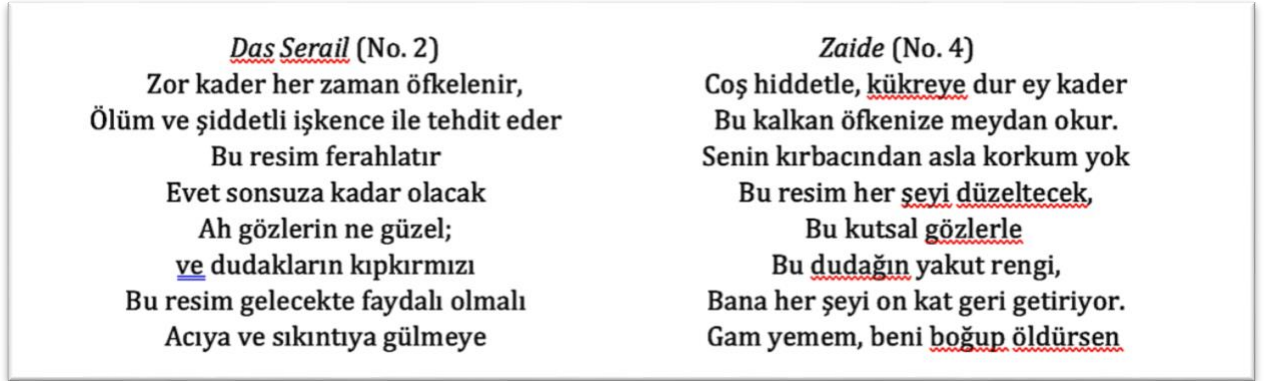 Das Serail (No. 2)
Zor kader her zaman öfkelenir,
Ölüm ve şiddetli işkence ile tehdit eder
Bu resim ferahlatır
Evet sonsuza kadar olacak
Ah gözlerin ne güzel;
ve dudakların kıpkırmızı
Bu resim gelecekte faydalı olmalı
Acıya ve sıkıntıya gülmeye
Zaide (No. 4)
Coş hiddetle, kükreye dur ey kader
Bu kalkan öfkenize meydan okur.
Senin kırbacından asla korkum yok
Bu resim her şeyi düzeltecek,
Bu kutsal gözlerle
Bu dudağın yakut rengi,
Bana her şeyi on kat geri getiriyor.
Gam yemem, beni boğup öldürsen